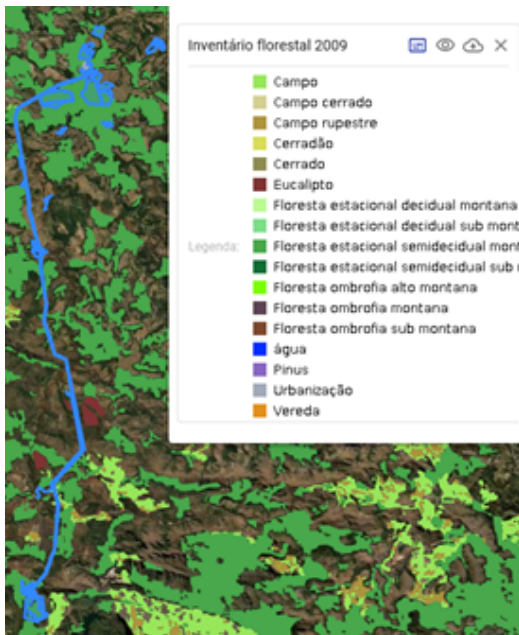 Inventário florestal 2009
Campo
Campo cerrado
Campo rupestre
Cerradão
Cerrado
Eucalipto
Floresta estacional decidual montana
Floresta estacional decidual sub mont
Legenda: Floresta estacional semidecidual mont
Floresta estacional semidecidual sub
Floresta ombrofia alto montana
Floresta ombrofia montana
Floresta ombrofia sub montana
água
Pinus
Urbanização
Vereda